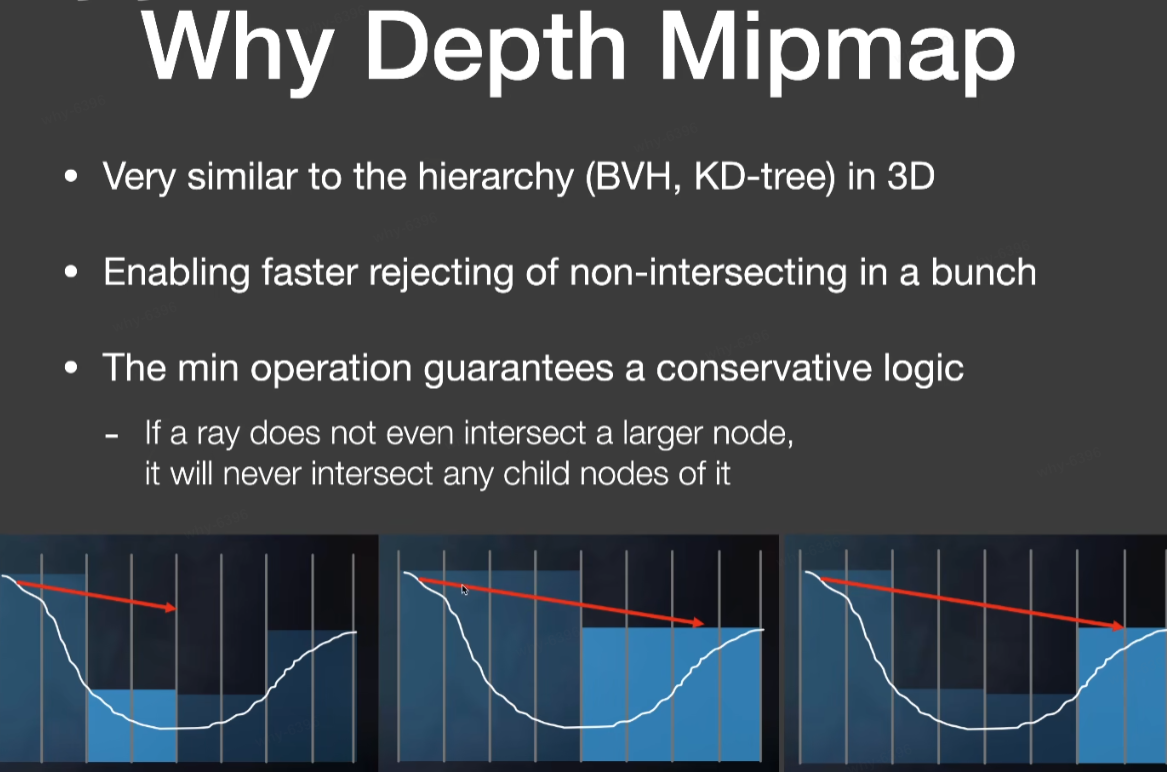 Why Depth Mipmap
• Very similar to the hierarchy (BVH, KD-tree) in 3D
• Enabling faster rejecting of non-intersecting in a bunch
• The min operation guarantees a conservative logic
- If a ray does not even intersect a larger node,
it will never intersect any child nodes of it